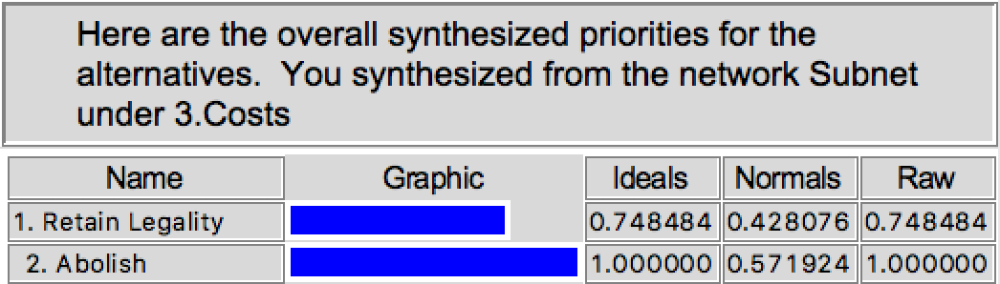 Here are the overall synthesized priorities for the
alternatives. You synthesized from the network Subnet
under 3.Costs
Name Graphic Ideals Normals Raw
1. Retain Legality 0.748484 0.428076 0.748484
2. Abolish 1.000000 0.571924 1.000000